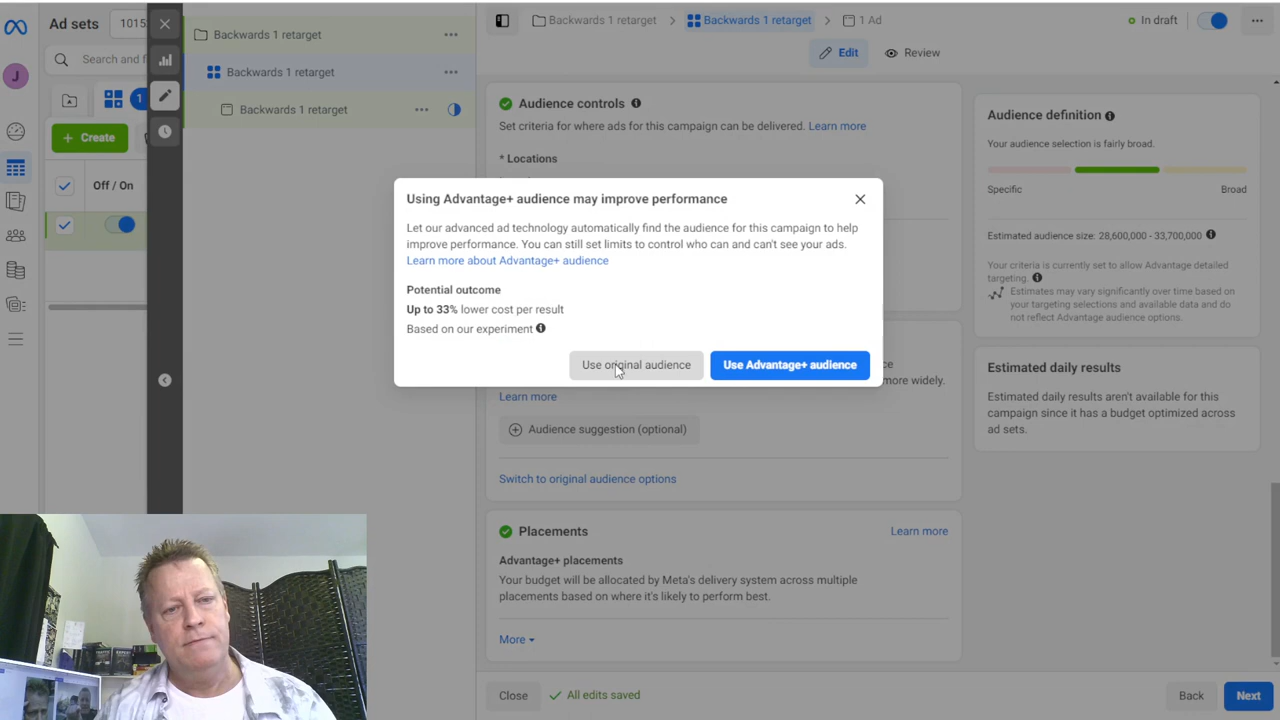 Ad sets
1015
Search and f
1
+ Create
Off / On
J
Backwards 1 retarget
Backwards 1 retarget
Backwards 1 retarget
Backwards 1 retarget
Backwards 1 retarget
1 Ad
In draft
Edit
Review
Audience controls
Set criteria for where ads for this campaign can be delivered. Learn more
* Locations
Using Advantage+ audience may improve performance
Let our advanced ad technology automatically find the audience for this campaign to help
improve performance. You can still set limits to control who can and can't see your ads.
Learn more about Advantage+ audience
Potential outcome
Up to 33% lower cost per result
Based on our experiment
Use original audience
Use Advantage+ audience
ce
more widely.
Learn more
Audience suggestion (optional)
Switch to original audience options
Placements
Learn more
Advantage+ placements
Your budget will be allocated by Meta's delivery system across multiple
placements based on where it's likely to perform best.
More
Close
All edits saved
Back
Next
Audience definition
Your audience selection is fairly broad.
Specific
Broad
Estimated audience size: 28,600,000 - 33,700,000
Your criteria is currently set to allow Advantage detailed
targeting.
Estimates may vary significantly over time based on
your targeting selections and available data and do
not reflect Advantage audience options.
Estimated daily results
Estimated daily results aren't available for this
campaign since it has a budget optimized across
ad sets.